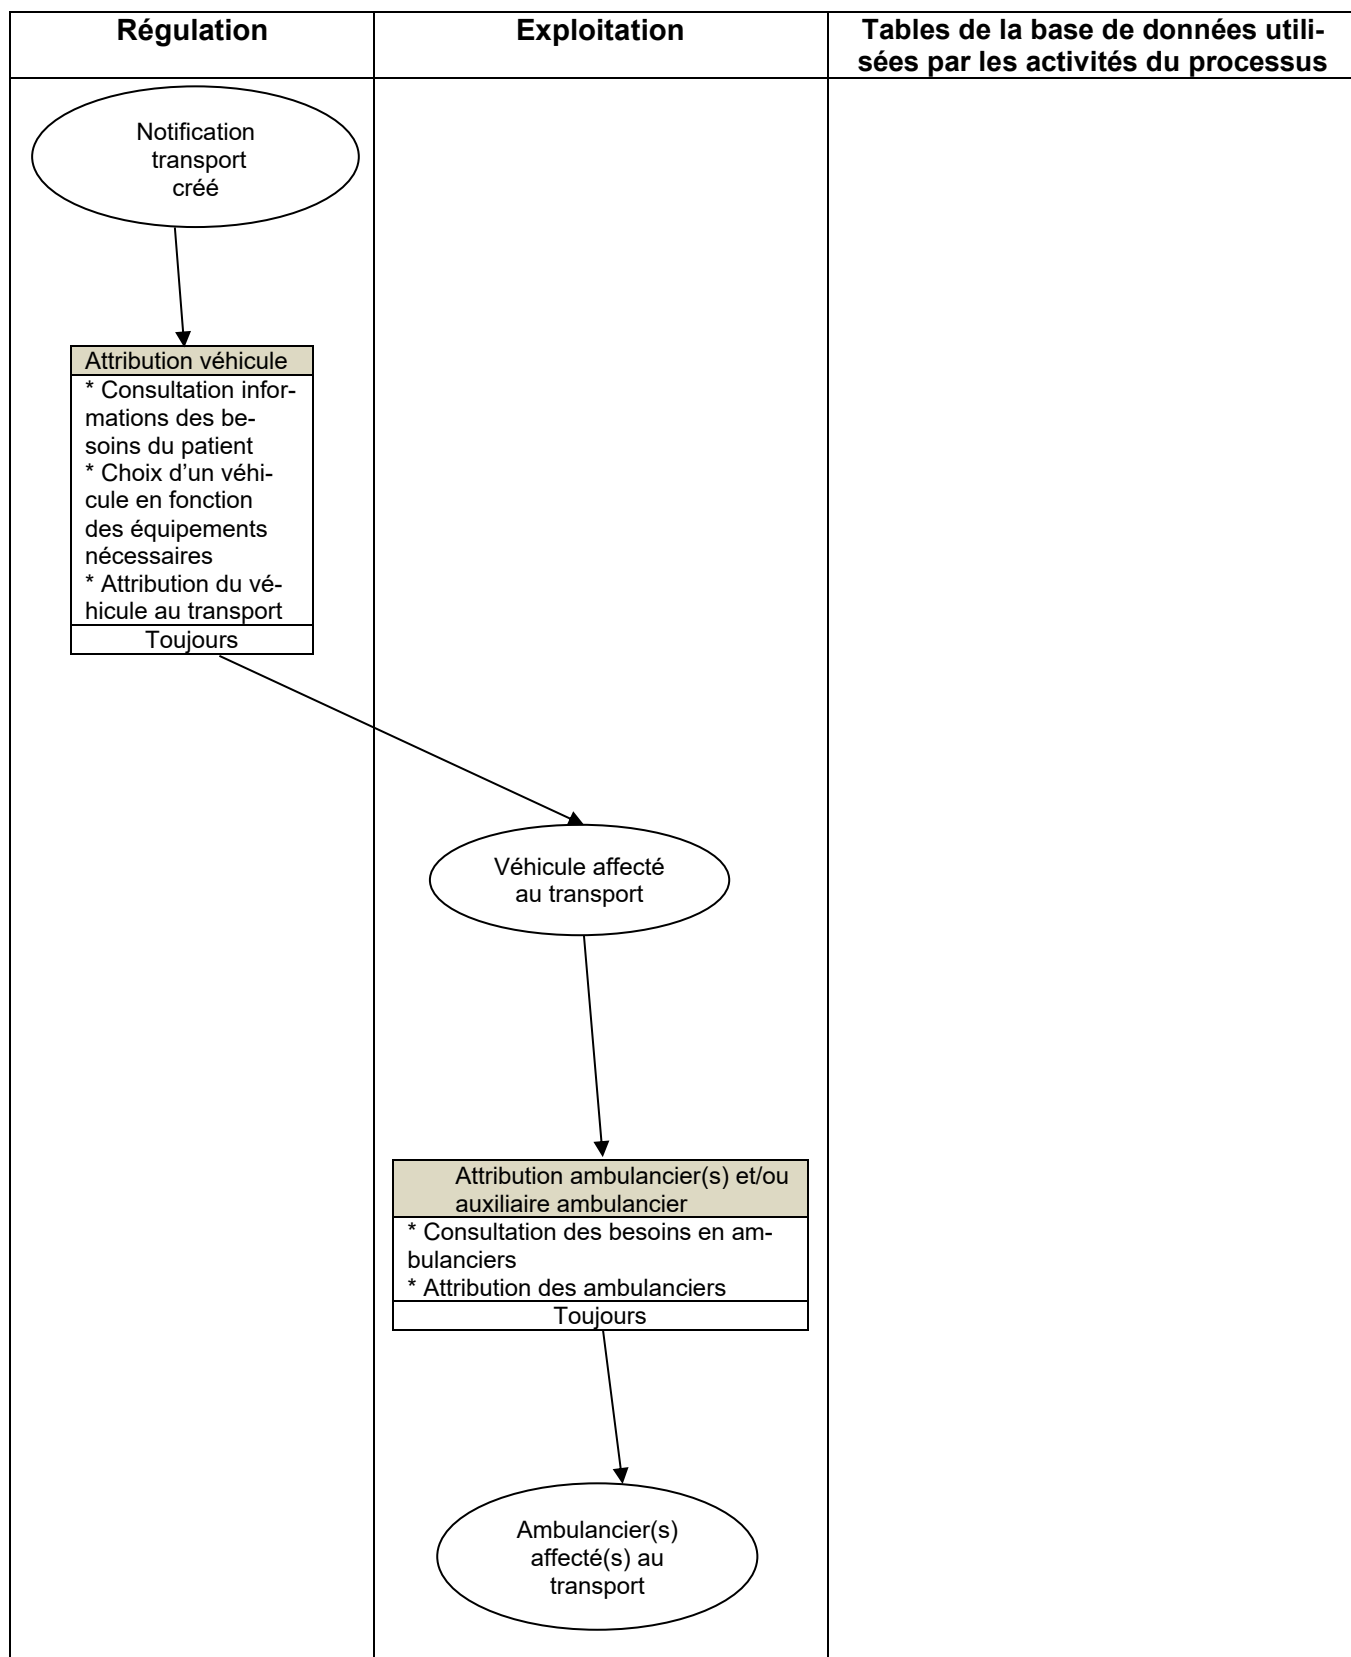 Régulation
Exploitation
Tables de la base de données utili-
sées par les activités du processus
Notification
transport
créé
Attribution véhicule
* Consultation infor-
mations des be-
soins du patient
* Choix d'un véhi-
cule en fonction
des équipements
nécessaires
* Attribution du vé-
hicule au transport
Toujours
Véhicule affecté
au transport
Attribution ambulancier(s) et/ou
auxiliaire ambulancier
* Consultation des besoins en am-
bulanciers
* Attribution des ambulanciers
Toujours
Ambulancier(s)
affecté(s) au
transport